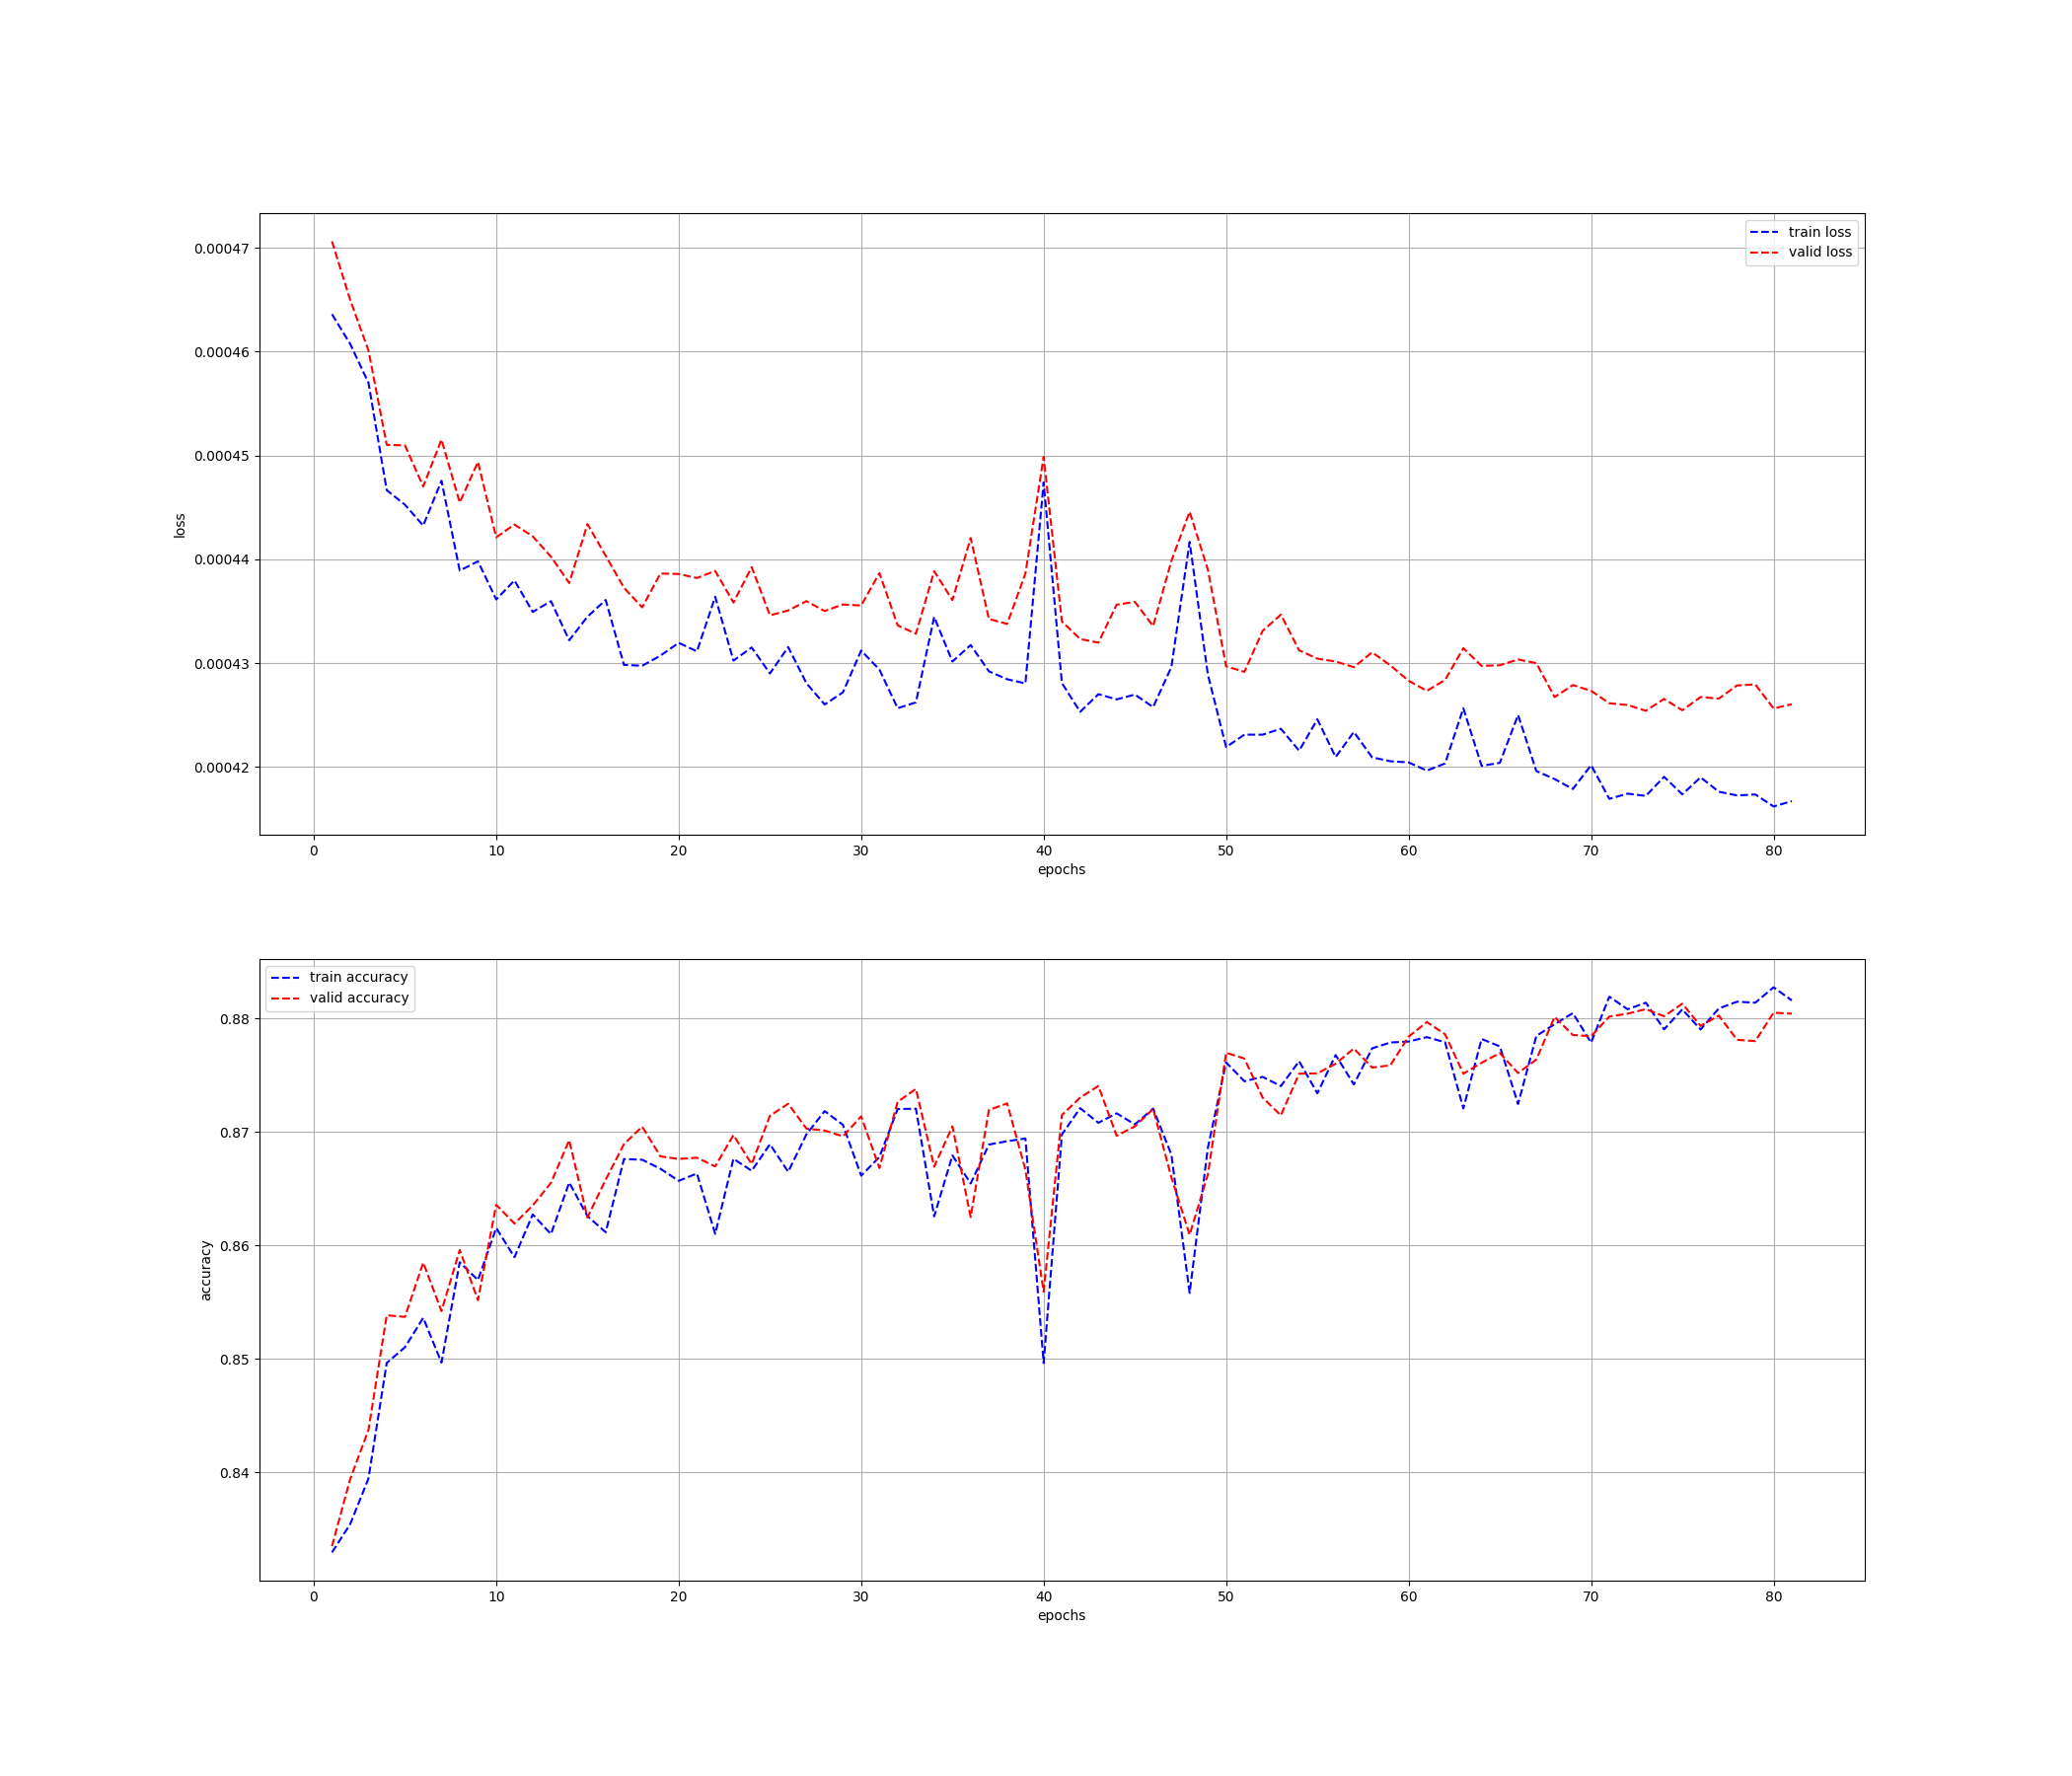 train loss
valid loss
0.00047
0.00046
0.00045
0.00044
0.00043
0.00042
loss
0 10 20 30 40 50 60 70 80
epochs
train accuracy
valid accuracy
0.88
0.87
0.86
0.85
0.84
accuracy
0 10 20 30 40 50 60 70 80
epochs